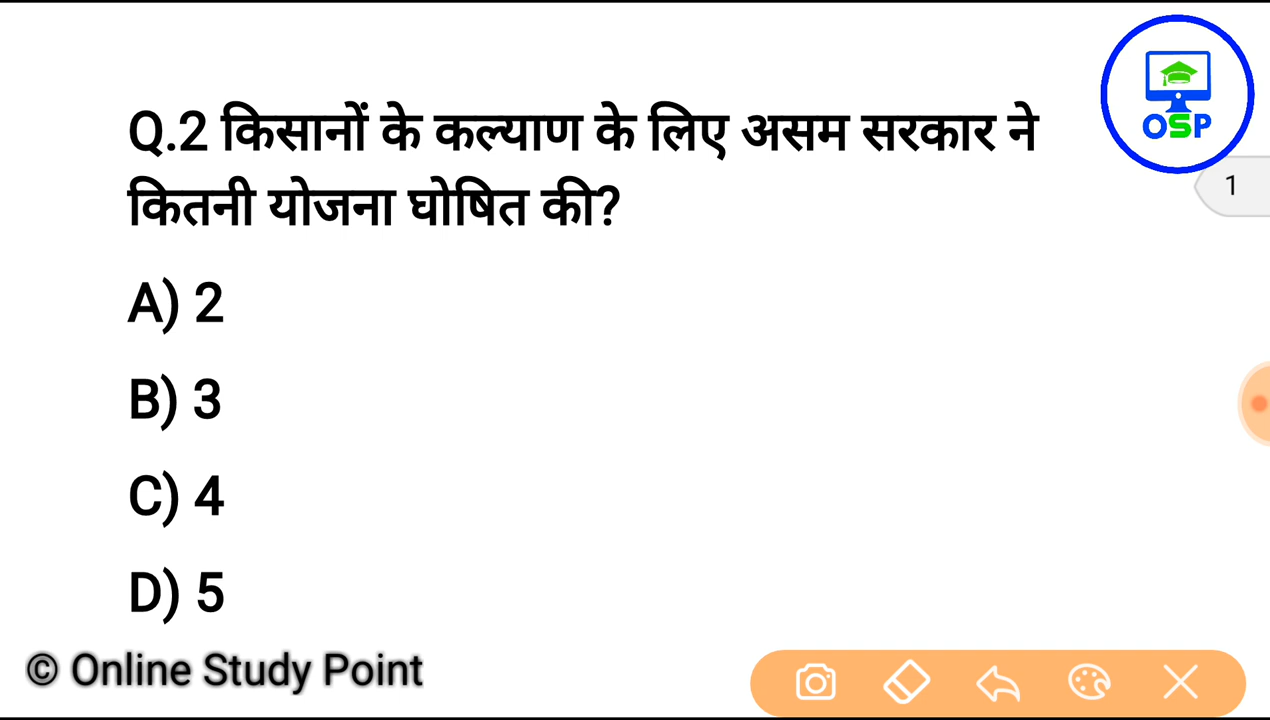 OSP
1
Q.2 किसानों के कल्याण के लिए असम सरकार ने
कितनी योजना घोषित की?
A) 2
B) 3
C) 4
D) 5
© Online Study Point